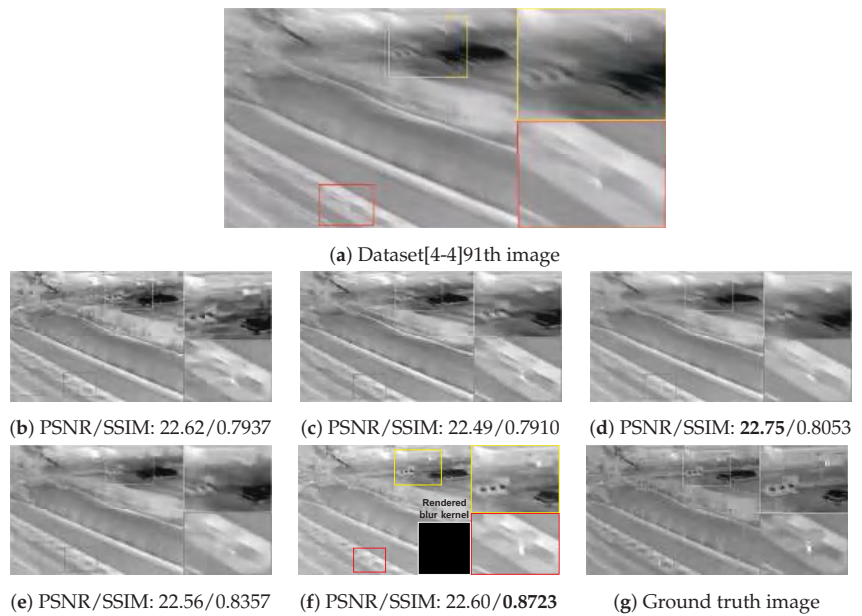 (a) Dataset[4-4]91th image
(b) PSNR/SSIM: 22.62/0.7937
(c) PSNR/SSIM: 22.49/0.7910
(d) PSNR/SSIM: 22.75/0.8053
Rendered
blur kernel
(e) PSNR/SSIM: 22.56/0.8357
(f) PSNR/SSIM: 22.60/0.8723
(g) Ground truth image